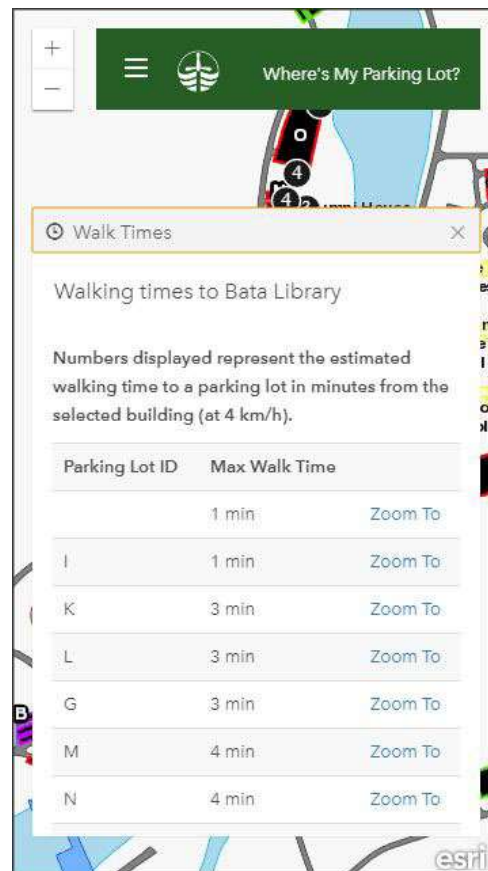 +
−
Where's My Parking Lot?
O
4
4
Walk Times
Walking times to Bata Library
Numbers displayed represent the estimated
walking time to a parking lot in minutes from the
selected building (at 4 km/h).
Parking Lot ID Max Walk Time
1 min Zoom To
I 1 min Zoom To
K 3 min Zoom To
L 3 min Zoom To
G 3 min Zoom To
M 4 min Zoom To
N 4 min Zoom To
B
esri